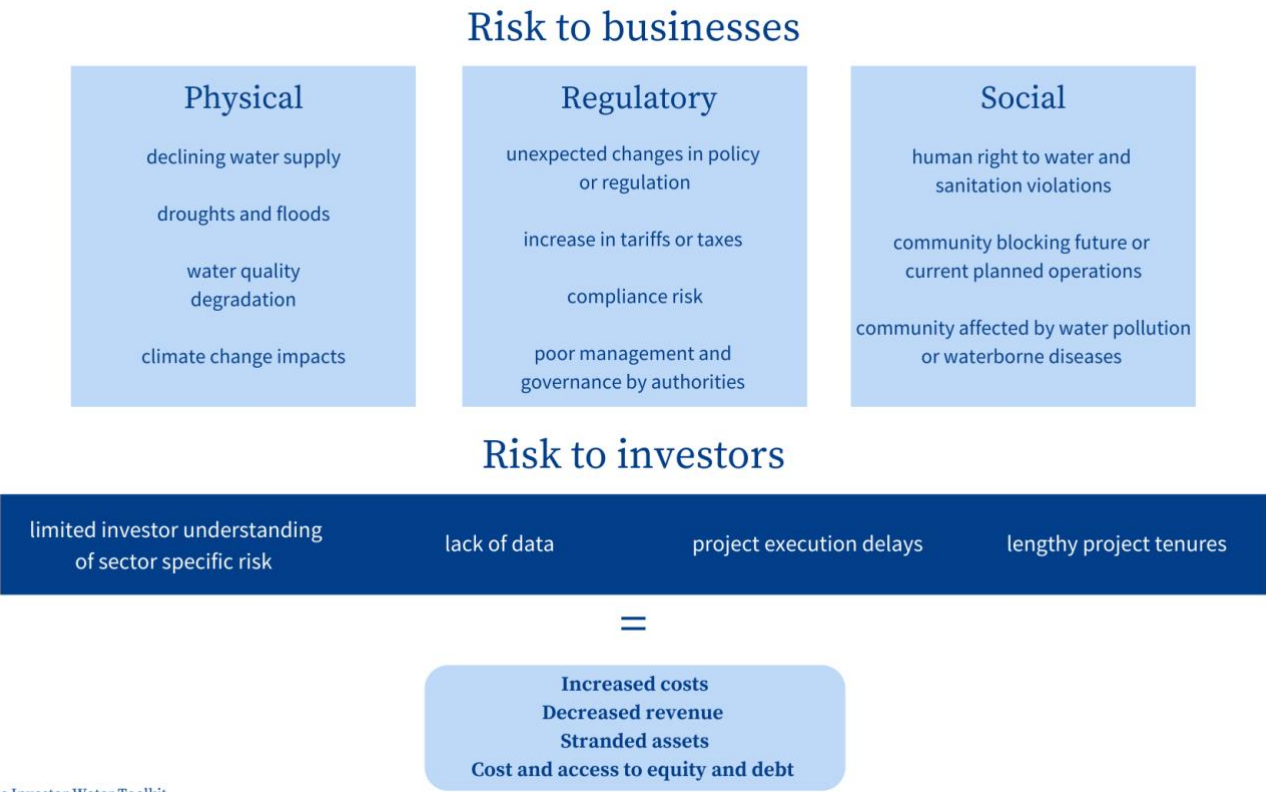 Risk to businesses
Physical
declining water supply
droughts and floods
water quality
degradation
climate change impacts
Regulatory
unexpected changes in policy
or regulation
increase in tariffs or taxes
compliance risk
poor management and
governance by authorities
Social
human right to water and
sanitation violations
community blocking future or
current planned operations
community affected by water pollution
or waterborne diseases
Risk to investors
limited investor understanding
of sector specific risk
lack of data
project execution delays
lengthy project tenures
=
Increased costs
Decreased revenue
Stranded assets
Cost and access to equity and debt
Investor Water Toolkit